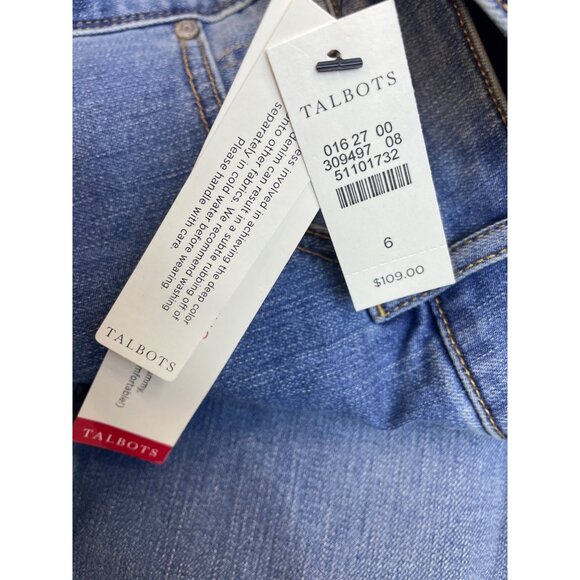 TALBOTS
016 27 00
309497 08
51101732
6
$109.00
involved in achieving the deep color
denim can result in a subtle rubbing off of
onto other fabrics. We recommend washing
separately in cold water before wearing.
Please handle with care.
TALBOTS
TALBOTS